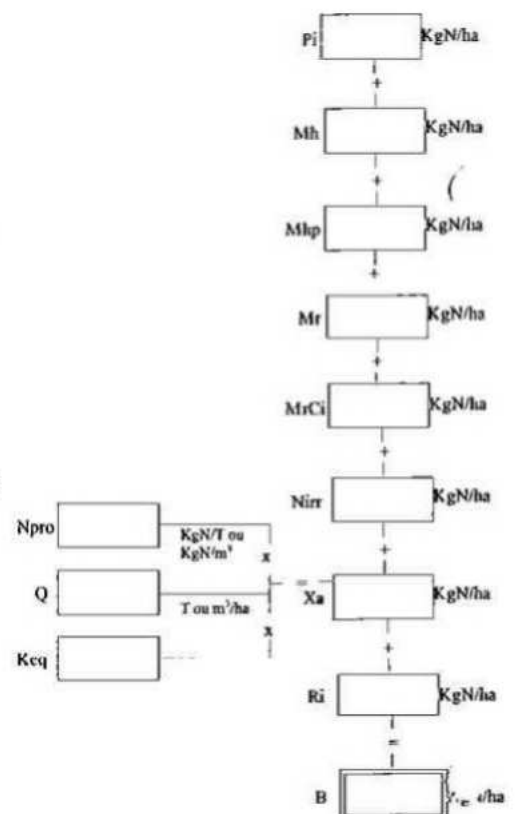 Pi KgN/ha
+
Mh KgN/ha
+
Mhp KgN/ha
+
Mr KgN/ha
+
MrCi KgN/ha
+
Nirr KgN/ha
+
Npro KgN/T ou
KgN/m³
x
Q T ou m³/ha
= Xa KgN/ha
x
Keq
+
Ri KgN/ha
=
B /ha